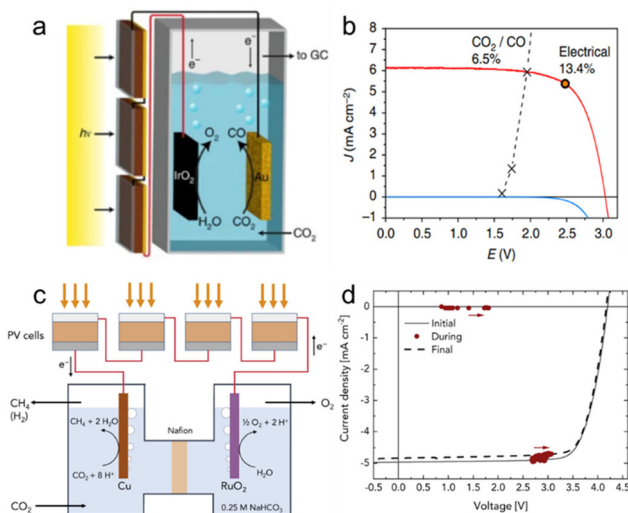 a
e⁻
e⁻
to GC
hν
O₂
CO
IrO₂
Au
H₂O
CO₂
CO₂
b
CO₂ / CO
6.5%
Electrical
13.4%
J (mA cm⁻²)
7
6
5
4
3
2
1
0
−1
0.0
0.5
1.0
1.5
2.0
2.5
3.0
E (V)
c
PV cells
e⁻
e⁻
CH₄
(H₂)
O₂
CH₄ + 2 H₂O
Nafion
½ O₂ + 2 H⁺
CO₂ + 8 H⁺
H₂O
Cu
RuO₂
CO₂
0.25 M NaHCO₃
d
Initial
During
Final
Current density [mA cm⁻²]
0
-1
-2
-3
-4
-5
-0.5
0.0
0.5
1.0
1.5
2.0
2.5
3.0
3.5
4.0
4.5
Voltage [V]